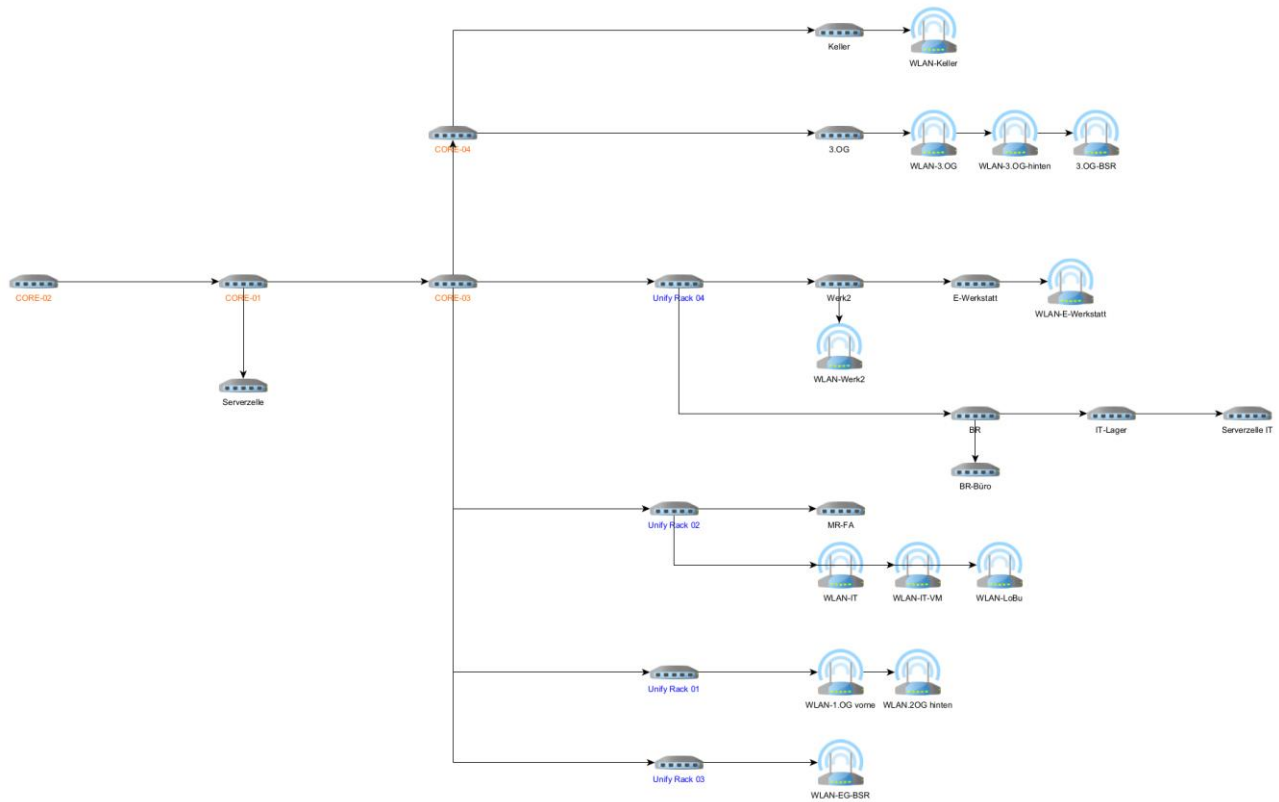 Keller
WLAN-Keller
CORE-04
3.OG
WLAN-3.OG
WLAN-3.OG-hinten
3.OG-BSR
CORE-02
CORE-01
CORE-03
Unify Rack 04
Werk2
E-Werkstatt
WLAN-E-Werkstatt
WLAN-Werk2
Serverzelle
BR
IT-Lager
Serverzelle IT
BR-Büro
Unify Rack 02
MR-FA
WLAN-IT
WLAN-IT-VM
WLAN-LoBu
Unify Rack 01
WLAN-1.OG vorne
WLAN.2OG hinten
Unify Rack 03
WLAN-EG-BSR